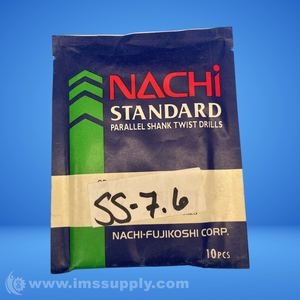 NACHi
STANDARD
PARALLEL SHANK TWIST DRILLS
SS-7.6
NACHI-FUJIKOSHI CORP.
10PCS
© www.imssupply.com